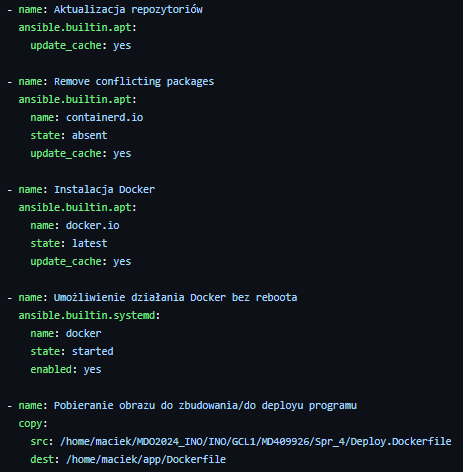 - name: Aktualizacja repozytoriów
  ansible.builtin.apt:
    update_cache: yes

- name: Remove conflicting packages
  ansible.builtin.apt:
    name: containerd.io
    state: absent
    update_cache: yes

- name: Instalacja Docker
  ansible.builtin.apt:
    name: docker.io
    state: latest
    update_cache: yes

- name: Umożliwienie działania Docker bez reboota
  ansible.builtin.systemd:
    name: docker
    state: started
    enabled: yes

- name: Pobieranie obrazu do zbudowania/do deployu programu
  copy:
    src: /home/maciek/MDO2024_INO/INO/GCL1/MD409926/Spr_4/Deploy.Dockerfile
    dest: /home/maciek/app/Dockerfile